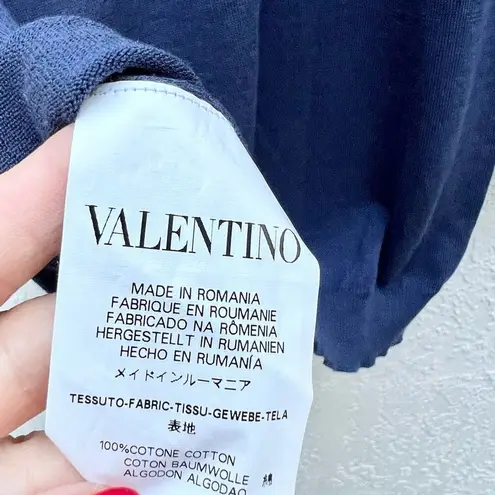 VALENTINO
MADE IN ROMANIA
FABRIQUE EN ROUMANIE
FABRICADO NA RÔMENIA
HERGESTELLT IN RUMANIEN
HECHO EN RUMANÍA
メイドインルーマニア
TESSUTO-FABRIC-TISSU-GEWEBE-TELA
表地
100%COTONE COTTON
COTON BAUMWOLLE 綿
ALGODON ALGODAO